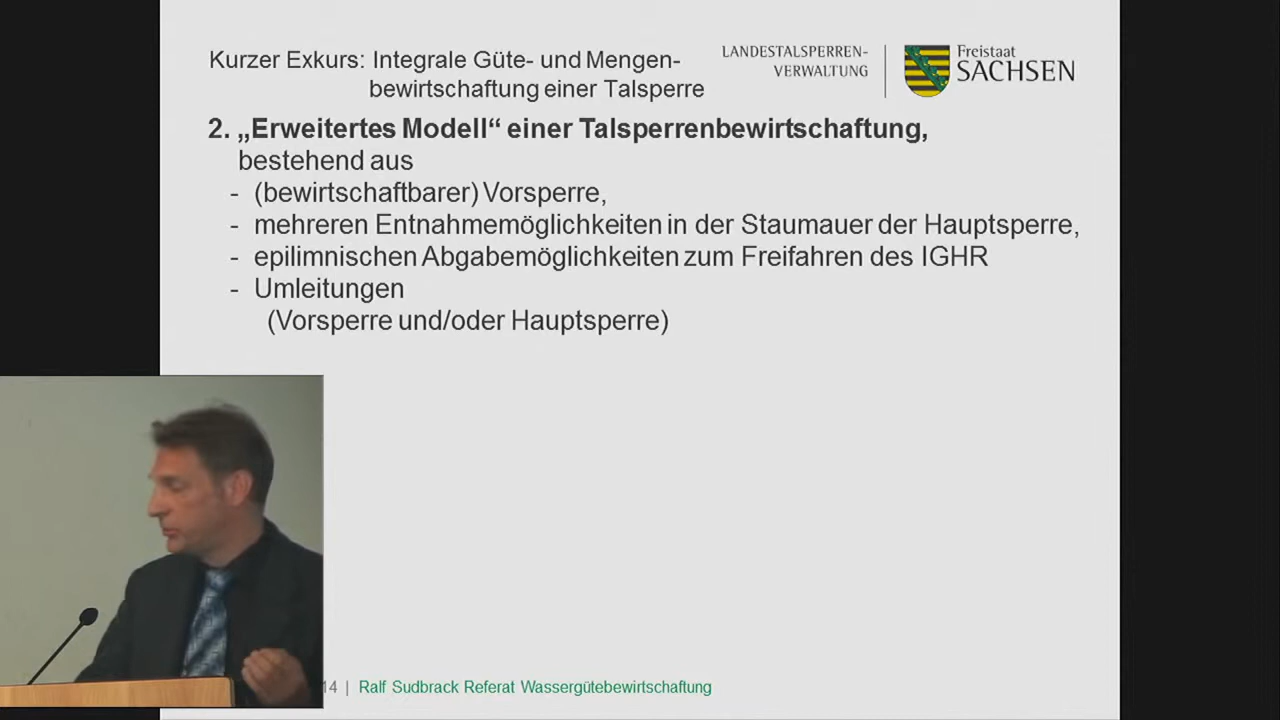 Kurzer Exkurs: Integrale Güte- und Mengen-
bewirtschaftung einer Talsperre
LANDESTALSPERREN-
VERWALTUNG
Freistaat
SACHSEN
2. „Erweitertes Modell“ einer Talsperrenbewirtschaftung,
bestehend aus
- (bewirtschaftbarer) Vorsperre,
- mehreren Entnahmemöglichkeiten in der Staumauer der Hauptsperre,
- epilimnischen Abgabemöglichkeiten zum Freifahren des IGHR
- Umleitungen
(Vorsperre und/oder Hauptsperre)
14 | Ralf Sudbrack Referat Wassergütebewirtschaftung